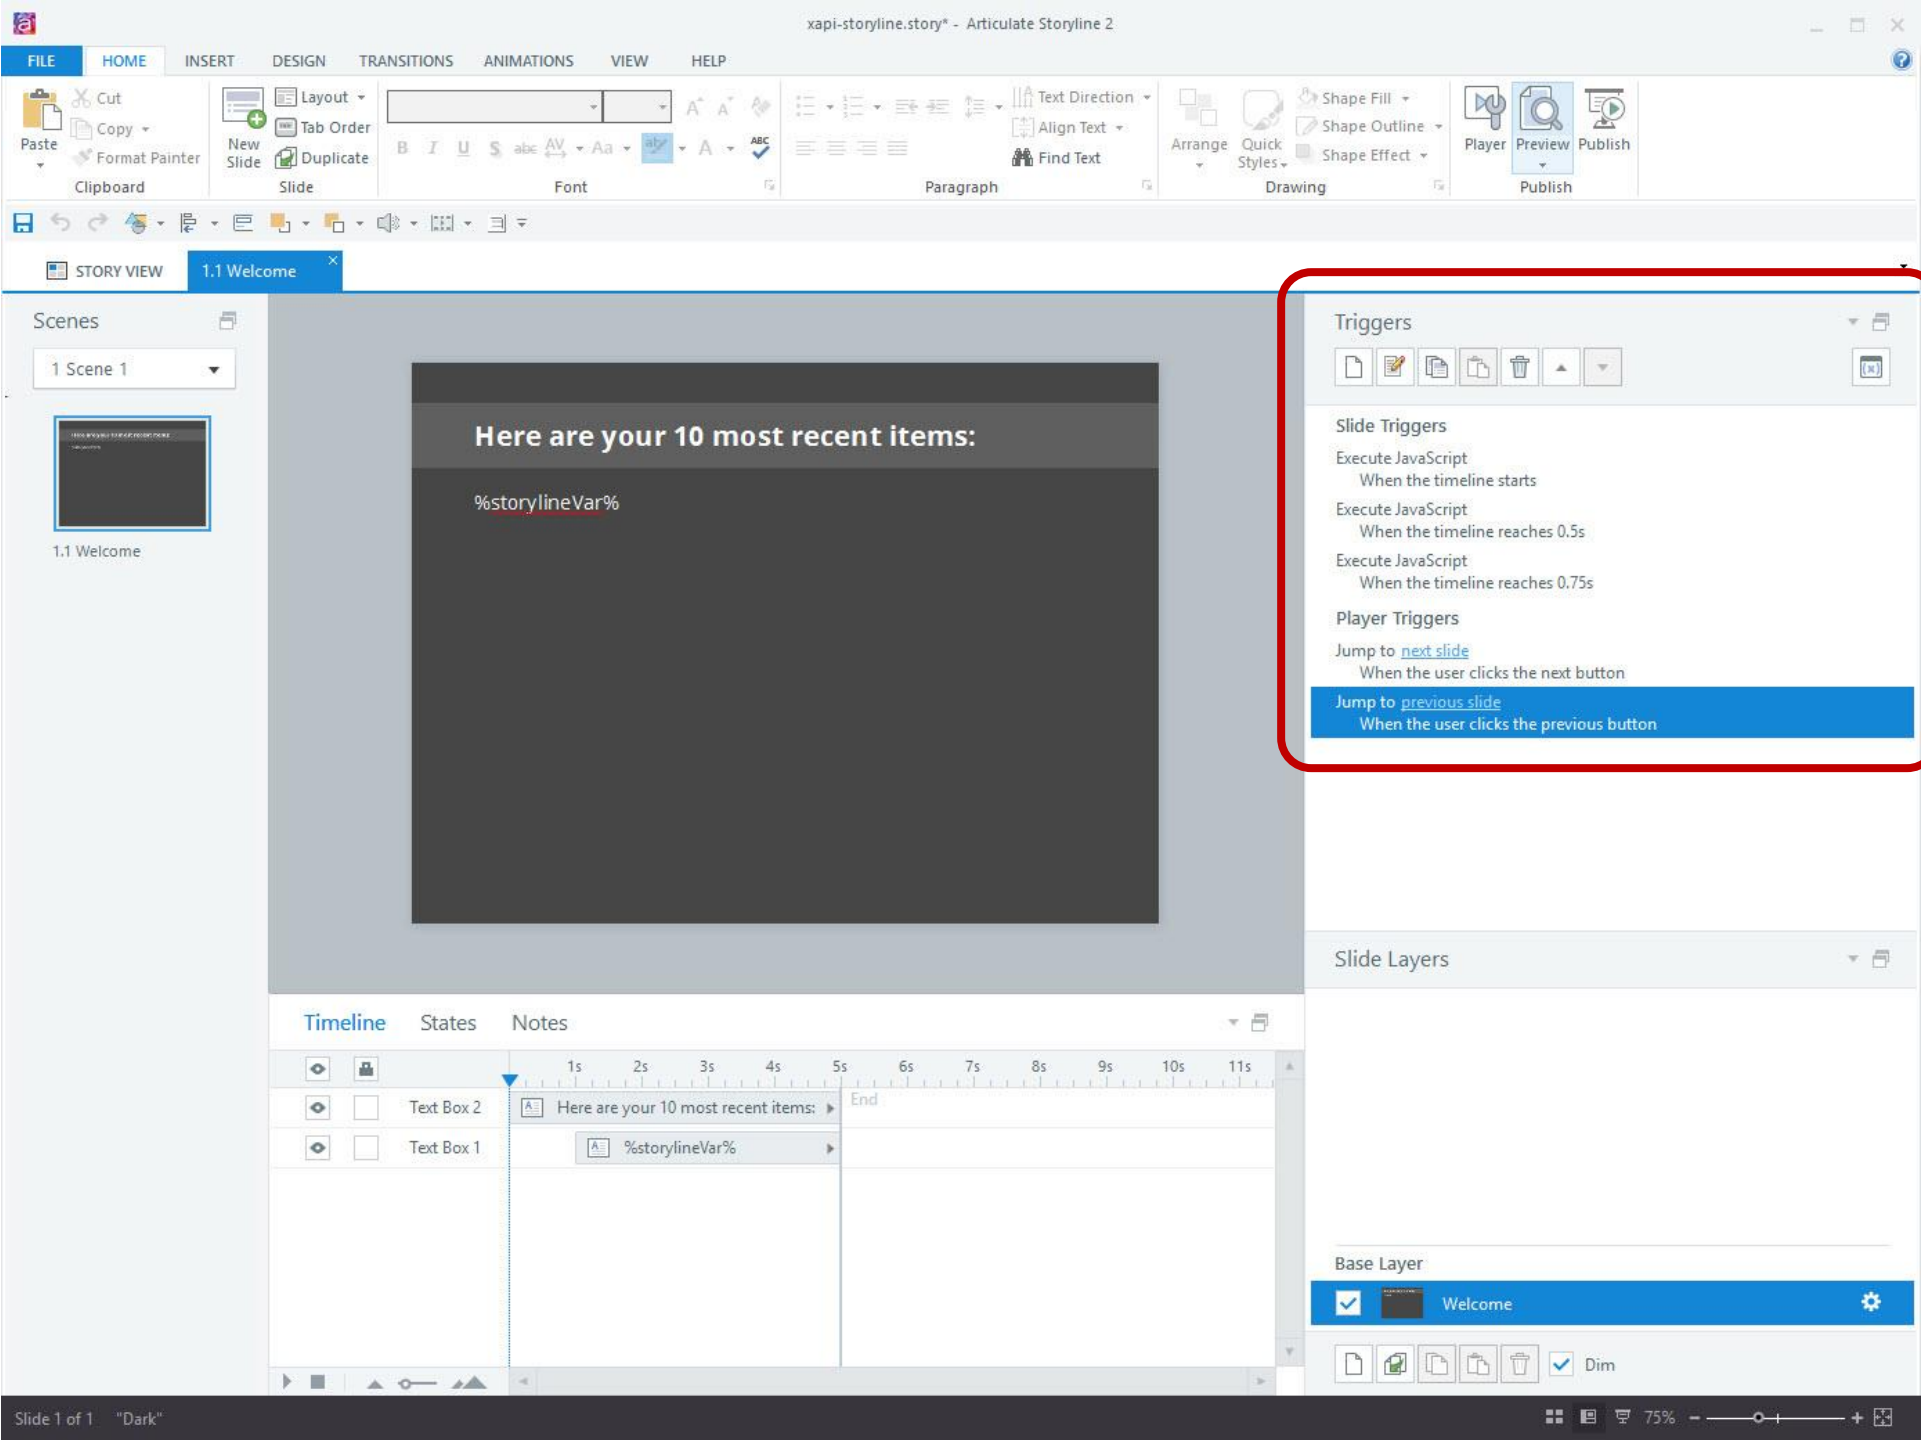 xapi-storyline.story* - Articulate Storyline 2
FILE HOME INSERT DESIGN TRANSITIONS ANIMATIONS VIEW HELP
Paste
Cut
Copy
Format Painter
Clipboard
New Slide
Layout
Tab Order
Duplicate
Slide
B I U S abc AV Aa aby A ABC
Font
Text Direction
Align Text
Find Text
Paragraph
Arrange
Quick Styles
Shape Fill
Shape Outline
Shape Effect
Drawing
Player Preview Publish
Publish
STORY VIEW 1.1 Welcome
Scenes
1 Scene 1
1.1 Welcome
Here are your 10 most recent items:
%storylineVar%
Triggers
Slide Triggers
Execute JavaScript
When the timeline starts
Execute JavaScript
When the timeline reaches 0.5s
Execute JavaScript
When the timeline reaches 0.75s
Player Triggers
Jump to next slide
When the user clicks the next button
Jump to previous slide
When the user clicks the previous button
Slide Layers
Timeline States Notes
1s 2s 3s 4s 5s 6s 7s 8s 9s 10s 11s
Text Box 2 Here are your 10 most recent items: End
Text Box 1 %storylineVar%
Base Layer
Welcome
Dim
Slide 1 of 1 "Dark" 75%